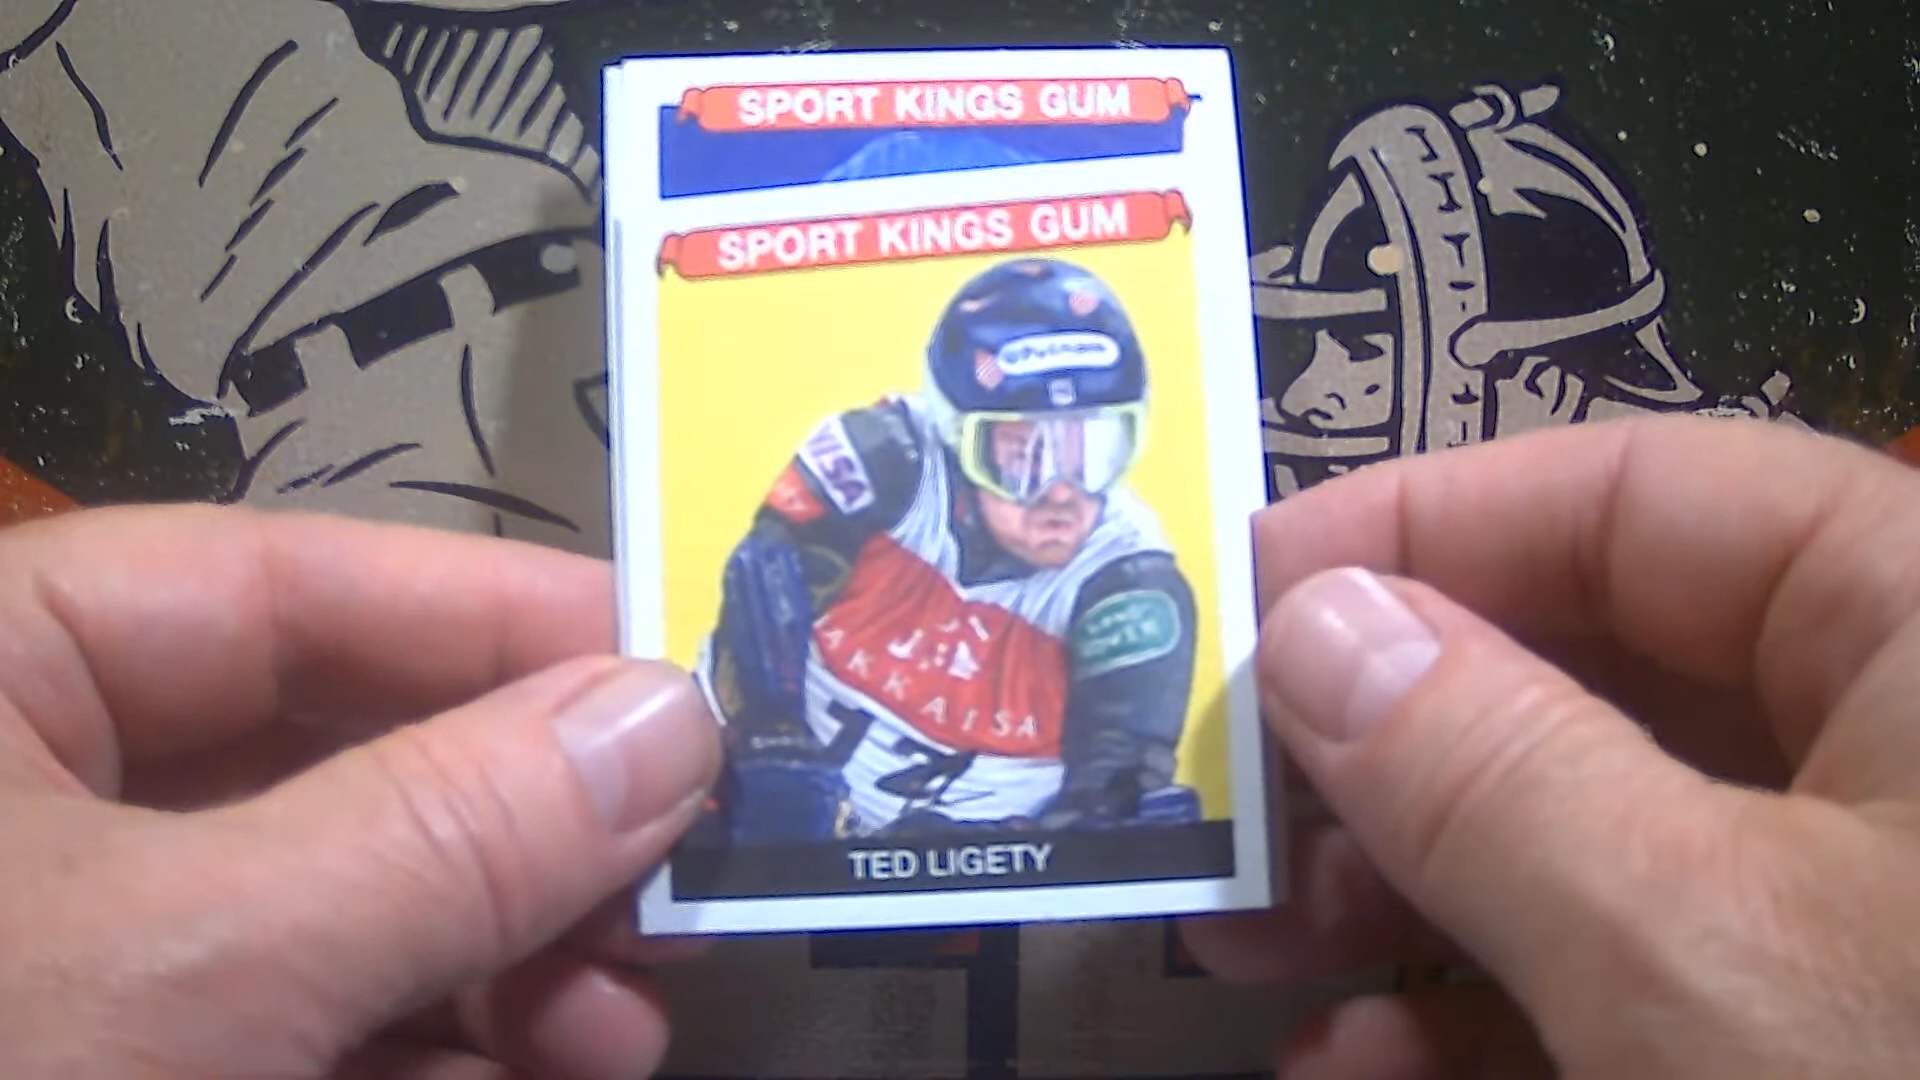 SPORT KINGS GUM
SPORT KINGS GUM
VISA
AKKAISA
TED LIGETY